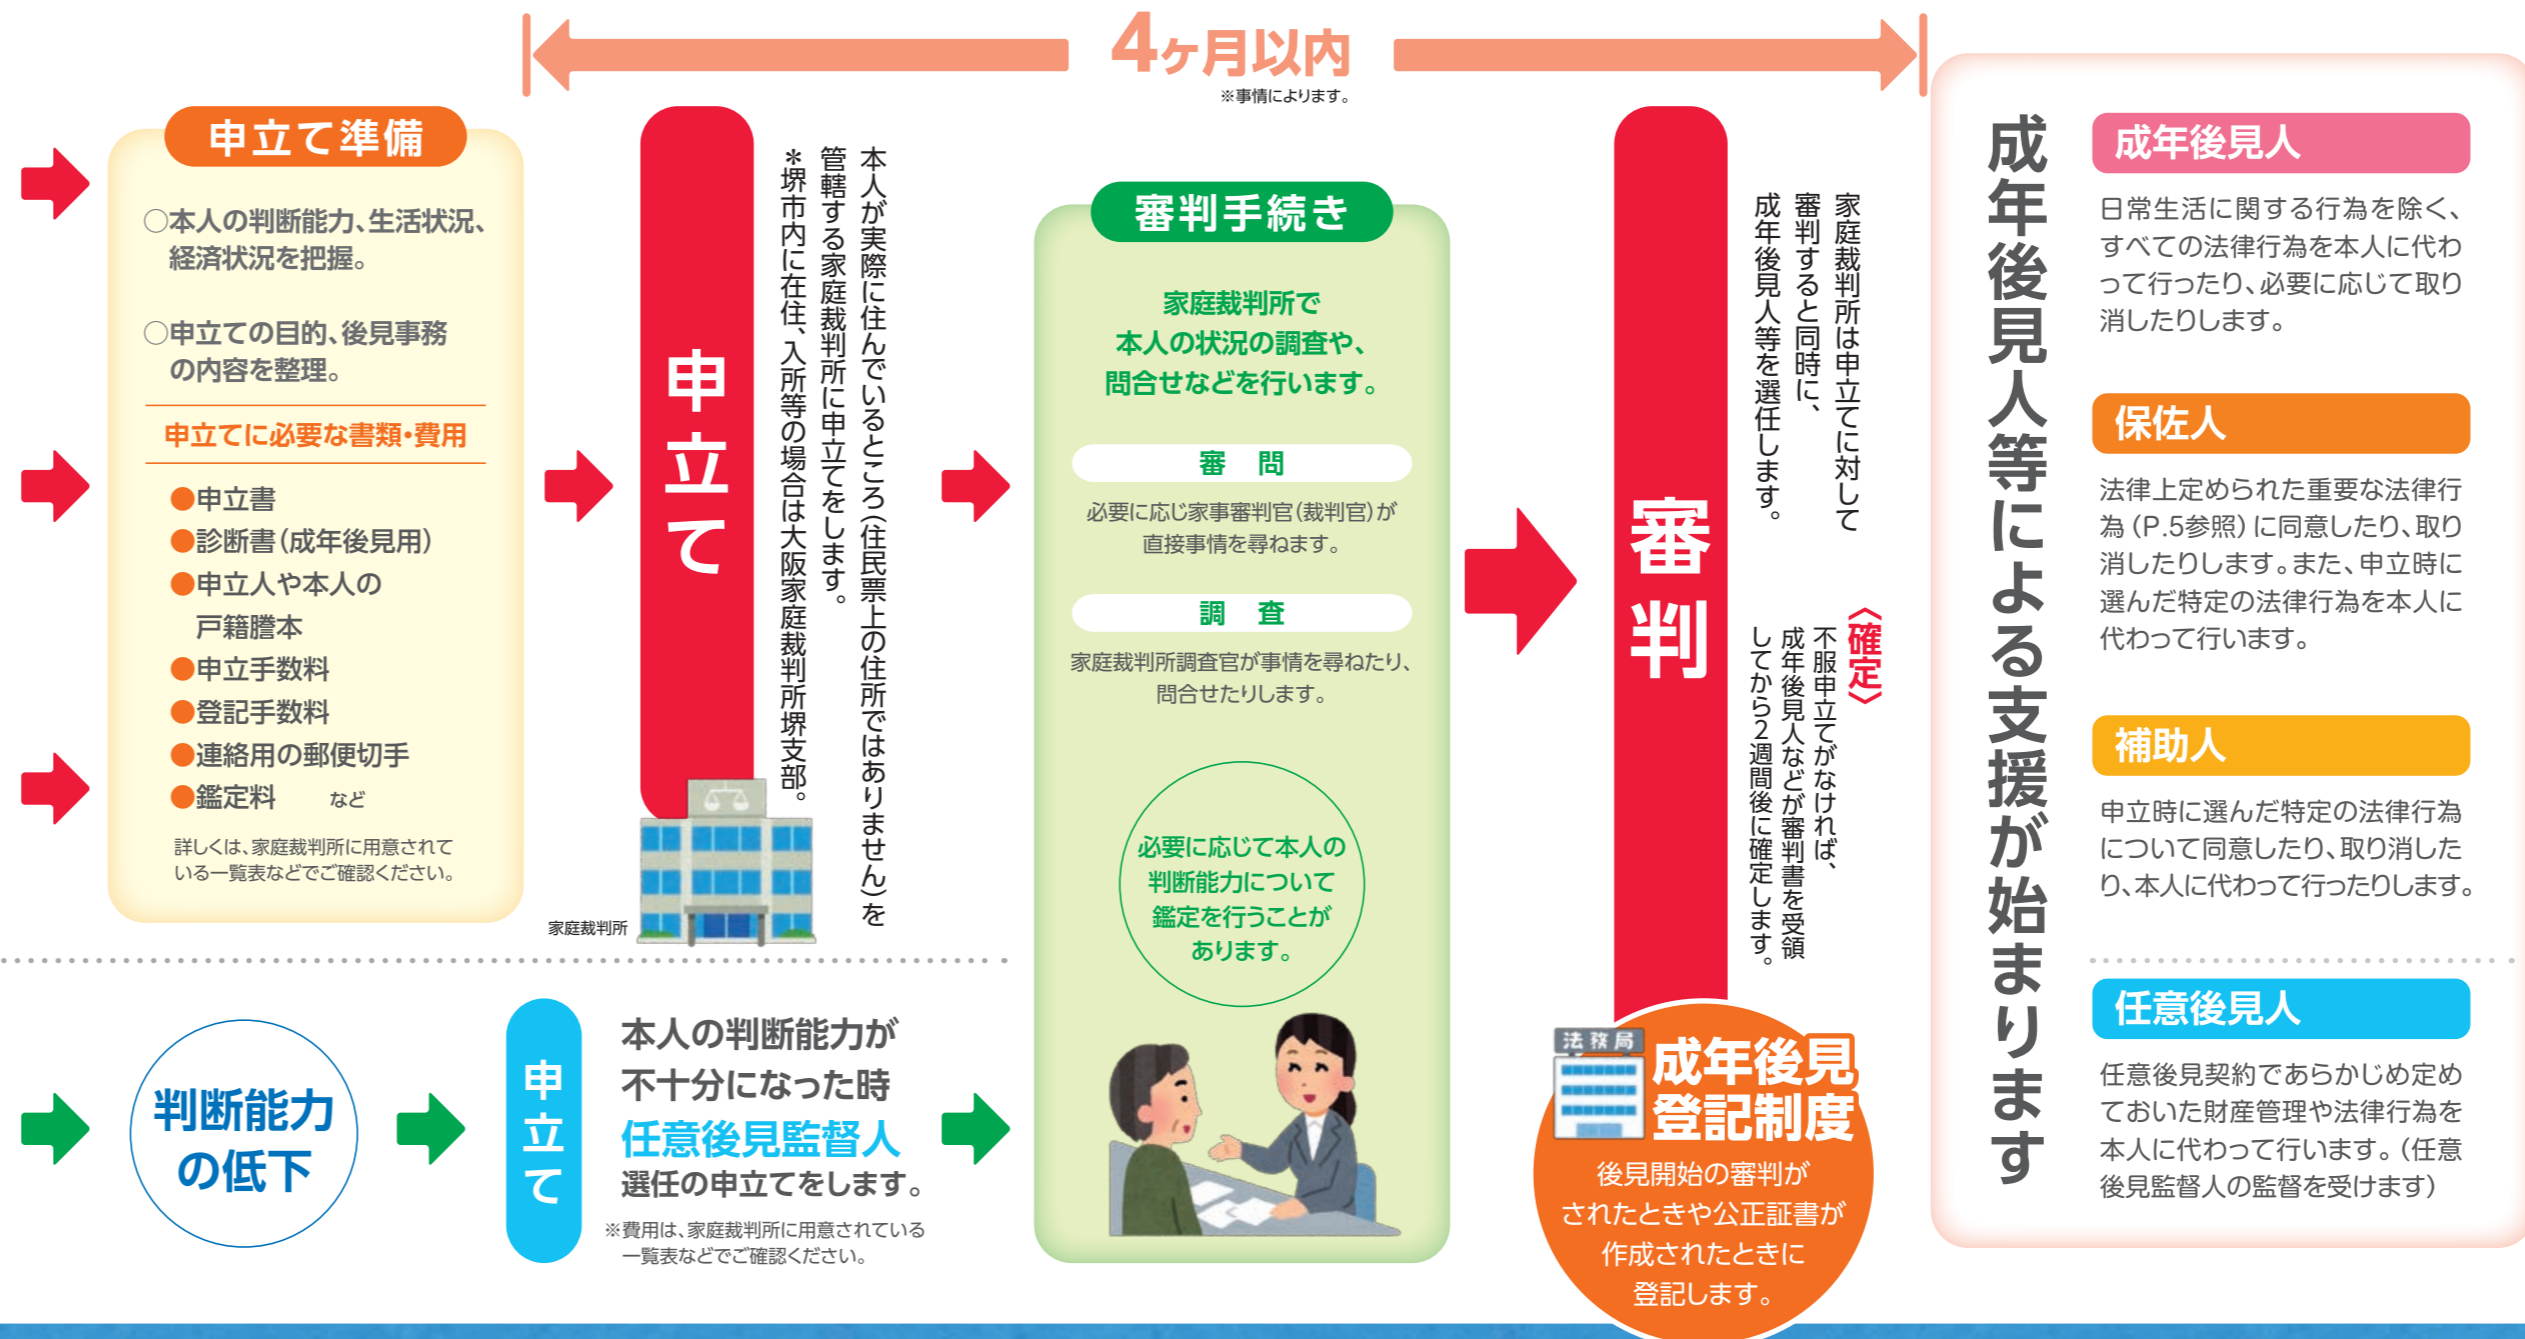 4ヶ月以内
※事情によります。
申立て準備
○本人の判断能力、生活状況、
経済状況を把握。
○申立ての目的、後見事務
の内容を整理。
申立てに必要な書類・費用
●申立書
●診断書（成年後見用）
●申立人や本人の
戸籍謄本
●申立手数料
●登記手数料
●連絡用の郵便切手
●鑑定料　など
詳しくは、家庭裁判所に用意されて
いる一覧表などでご確認ください。
申立て
本人が実際に住んでいるところ（住民票上の住所ではありません）を
管轄する家庭裁判所に申立てをします。
＊堺市内に在住、入所等の場合は大阪家庭裁判所堺支部。
家庭裁判所
審判手続き
家庭裁判所で
本人の状況の調査や、
問合せなどを行います。
審　問
必要に応じ家事審判官（裁判官）が
直接事情を尋ねます。
調　査
家庭裁判所調査官が事情を尋ねたり、
問合せたりします。
必要に応じて本人の
判断能力について
鑑定を行うことが
あります。
審判
家庭裁判所は申立てに対して
審判すると同時に、
成年後見人等を選任します。
〈確定〉
不服申立てがなければ、
成年後見人などが審判書を受領
してから２週間後に確定します。
判断能力
の低下
申立て
本人の判断能力が
不十分になった時
任意後見監督人
選任の申立てをします。
※費用は、家庭裁判所に用意されている
一覧表などでご確認ください。
法務局
成年後見
登記制度
後見開始の審判が
されたときや公正証書が
作成されたときに
登記します。
成年後見人等による支援が始まります
成年後見人
日常生活に関する行為を除く、
すべての法律行為を本人に代わ
って行ったり、必要に応じて取り
消したりします。
保佐人
法律上定められた重要な法律行
為（P.5参照）に同意したり、取り
消したりします。また、申立時に
選んだ特定の法律行為を本人に
代わって行います。
補助人
申立時に選んだ特定の法律行為
について同意したり、取り消した
り、本人に代わって行ったりします。
任意後見人
任意後見契約であらかじめ定め
ておいた財産管理や法律行為を
本人に代わって行います。（任意
後見監督人の監督を受けます）